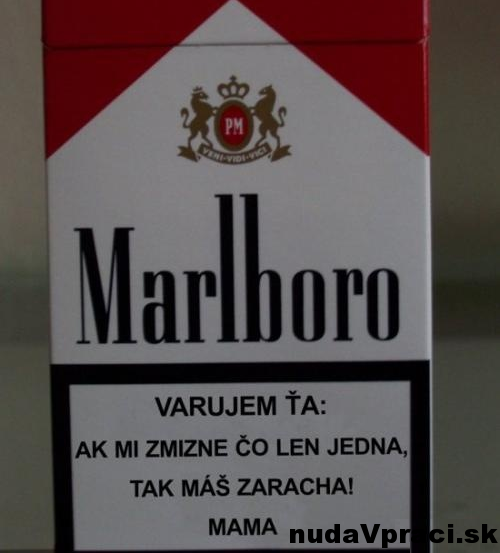 PM
VENI·VIDI·VICI
Marlboro
VARUJEM ŤA:
AK MI ZMIZNE ČO LEN JEDNA,
TAK MÁŠ ZARACHA!
MAMA
nudaVpraci.sk